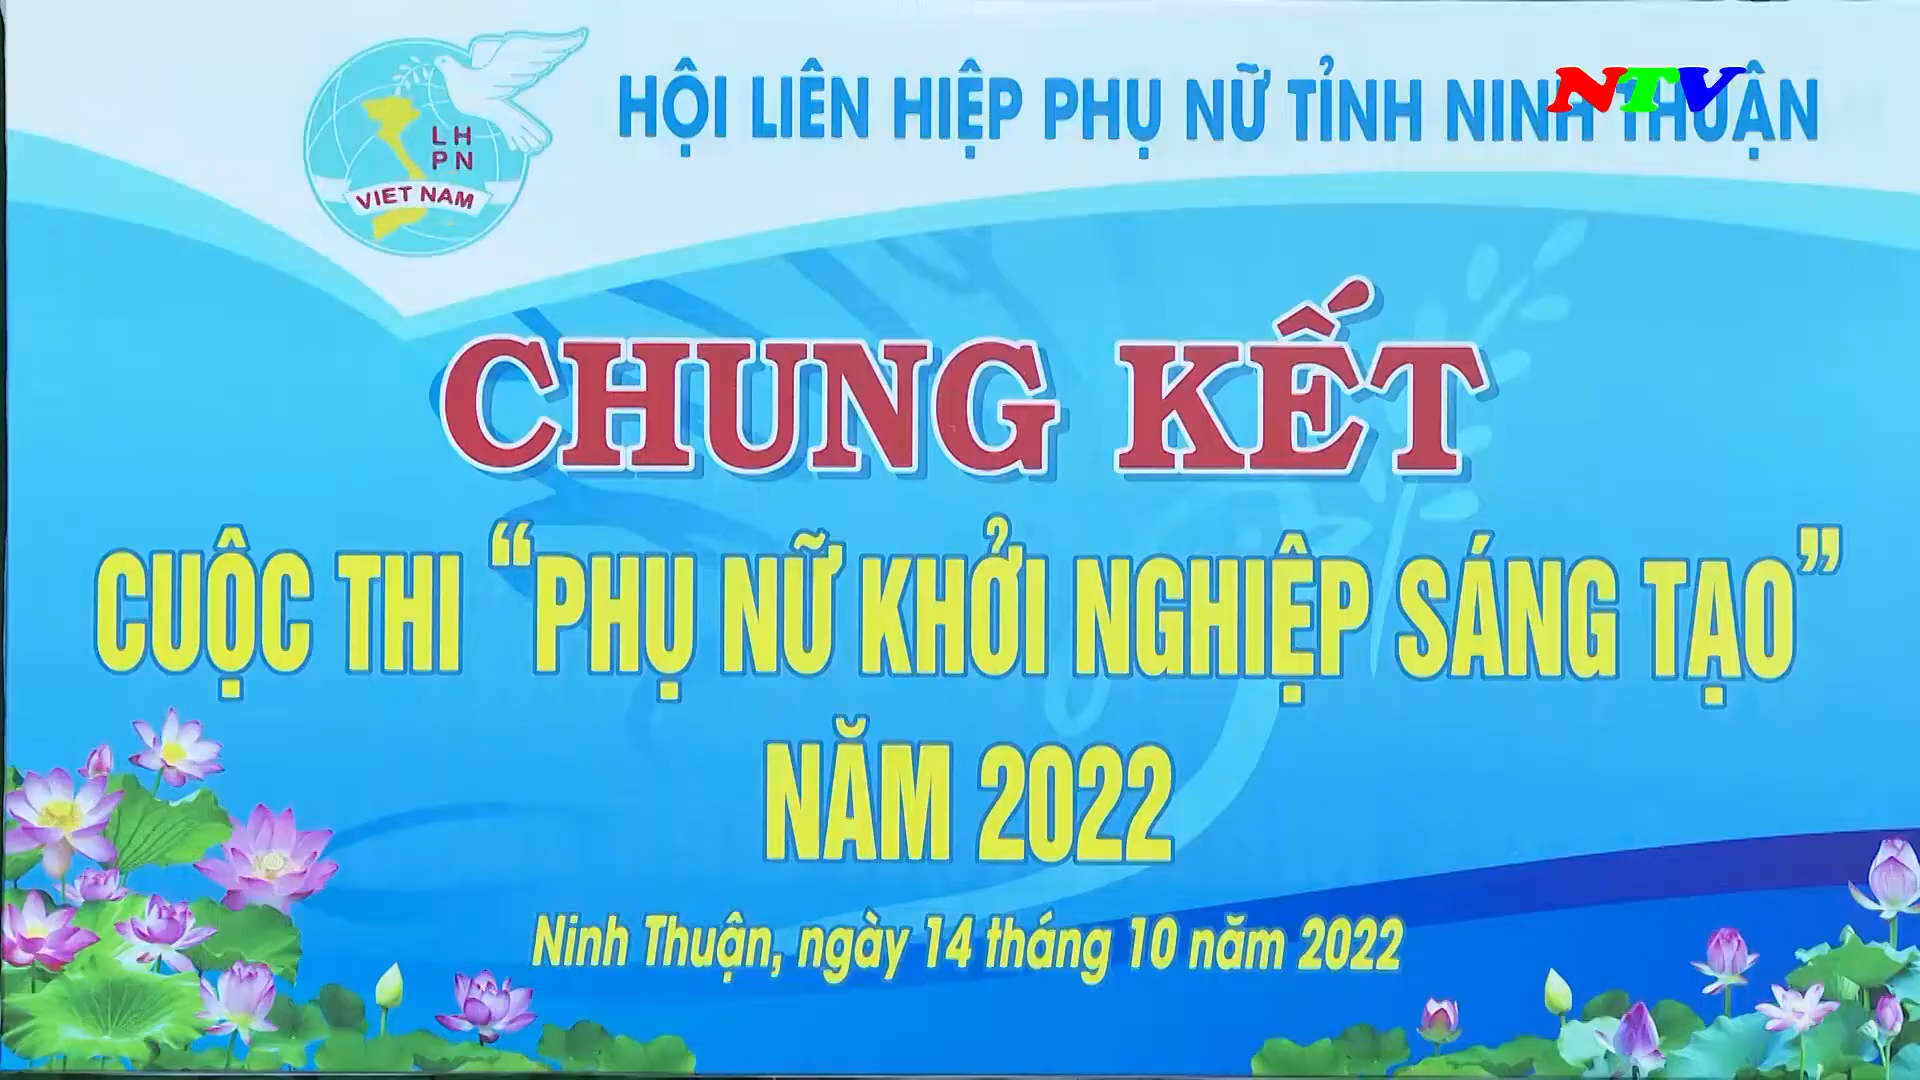 HỘI LIÊN HIỆP PHỤ NỮ TỈNH NINH THUẬN
NTV
LH
PN
VIET NAM
CHUNG KẾT
CUỘC THI “PHỤ NỮ KHỞI NGHIỆP SÁNG TẠO”
NĂM 2022
Ninh Thuận, ngày 14 tháng 10 năm 2022